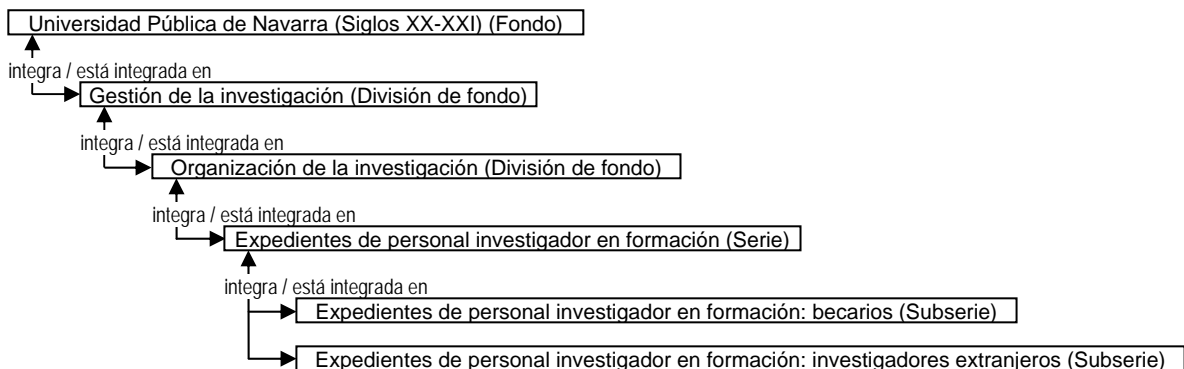 Universidad Pública de Navarra (Siglos XX-XXI) (Fondo)
integra / está integrada en
Gestión de la investigación (División de fondo)
integra / está integrada en
Organización de la investigación (División de fondo)
integra / está integrada en
Expedientes de personal investigador en formación (Serie)
integra / está integrada en
Expedientes de personal investigador en formación: becarios (Subserie)
Expedientes de personal investigador en formación: investigadores extranjeros (Subserie)